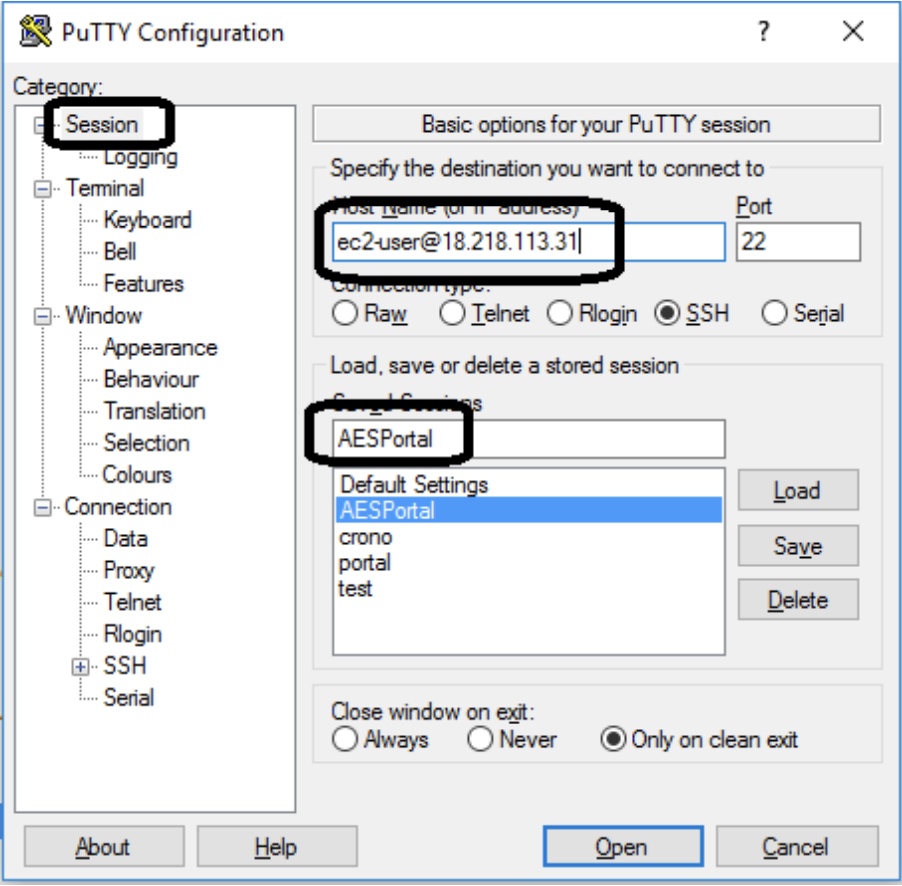 PuTTY Configuration
?
Category:
Session
Logging
Terminal
Keyboard
Bell
Features
Window
Appearance
Behaviour
Translation
Selection
Colours
Connection
Data
Proxy
Telnet
Rlogin
SSH
Serial
Basic options for your PuTTY session
Specify the destination you want to connect to
Host Name (or IP address) Port
ec2-user@18.218.113.31 22
Connection type:
Raw Telnet Rlogin SSH Serial
Load, save or delete a stored session
Saved Sessions
AESPortal
Default Settings
AESPortal
crono
portal
test
Load
Save
Delete
Close window on exit:
Always Never Only on clean exit
About Help Open Cancel